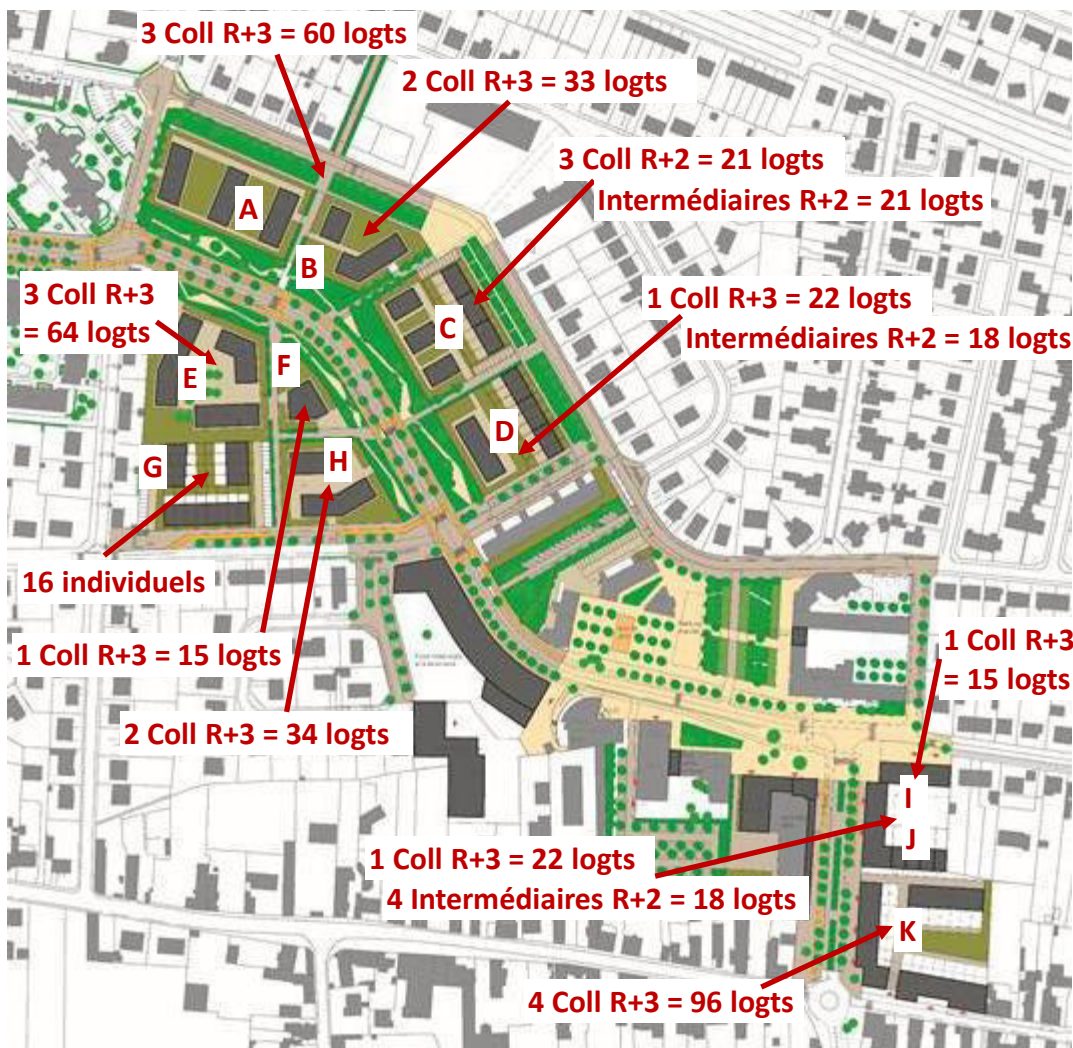 3 Coll R+3 = 60 logts
2 Coll R+3 = 33 logts
3 Coll R+2 = 21 logts
Intermédiaires R+2 = 21 logts
A
B
3 Coll R+3
= 64 logts
1 Coll R+3 = 22 logts
Intermédiaires R+2 = 18 logts
C
E
F
D
G
H
16 individuels
1 Coll R+3 = 15 logts
1 Coll R+3
= 15 logts
2 Coll R+3 = 34 logts
I
J
1 Coll R+3 = 22 logts
4 Intermédiaires R+2 = 18 logts
K
4 Coll R+3 = 96 logts